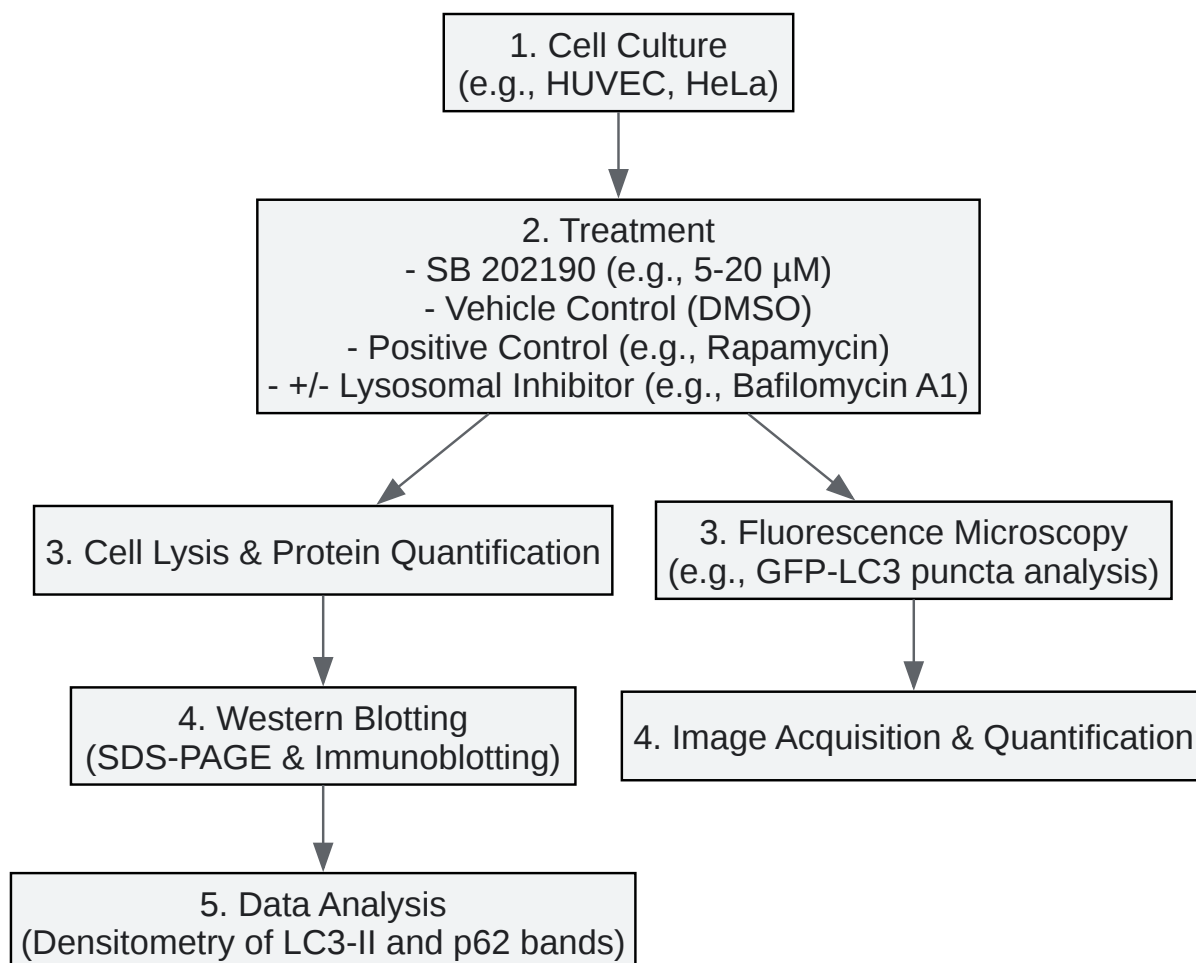 1. Cell Culture
(e.g., HUVEC, HeLa)
2. Treatment
- SB 202190 (e.g., 5-20 µM)
- Vehicle Control (DMSO)
- Positive Control (e.g., Rapamycin)
- +/- Lysosomal Inhibitor (e.g., Bafilomycin A1)
3. Cell Lysis & Protein Quantification
3. Fluorescence Microscopy
(e.g., GFP-LC3 puncta analysis)
4. Western Blotting
(SDS-PAGE & Immunoblotting)
4. Image Acquisition & Quantification
5. Data Analysis
(Densitometry of LC3-II and p62 bands)